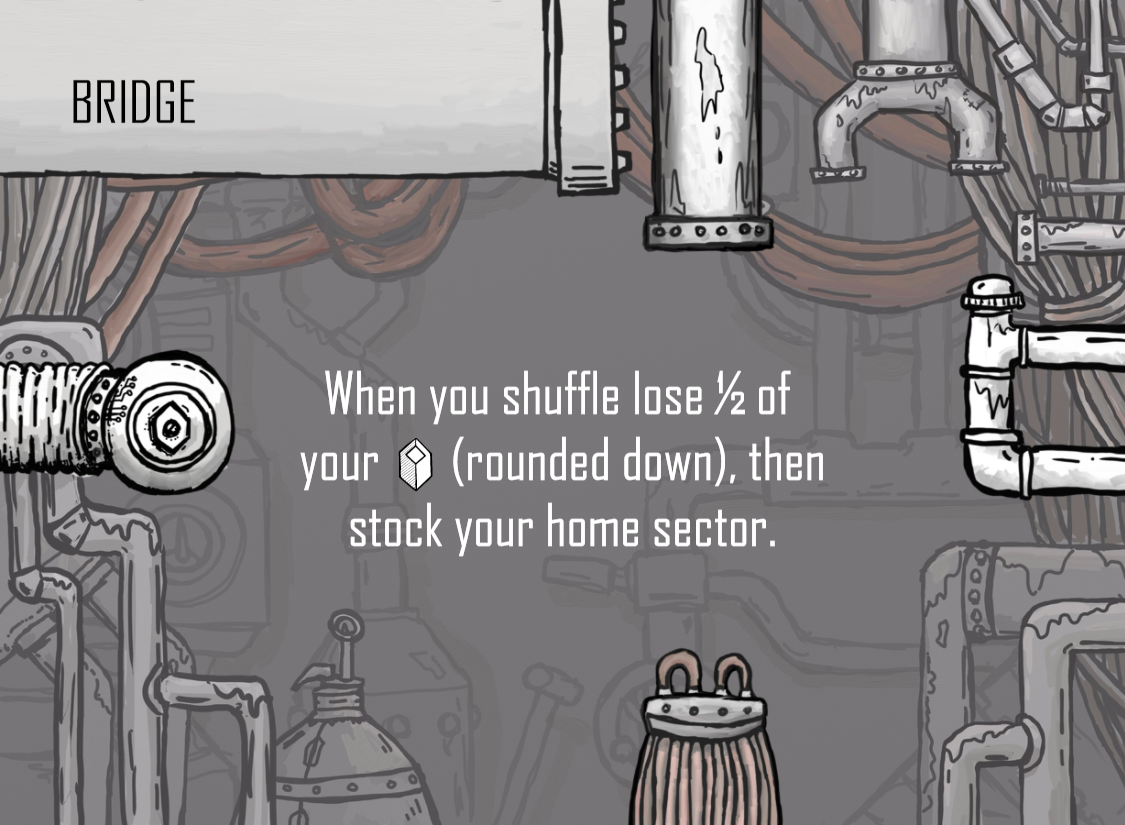 BRIDGE
When you shuffle lose ½ of
your (rounded down), then
stock your home sector.